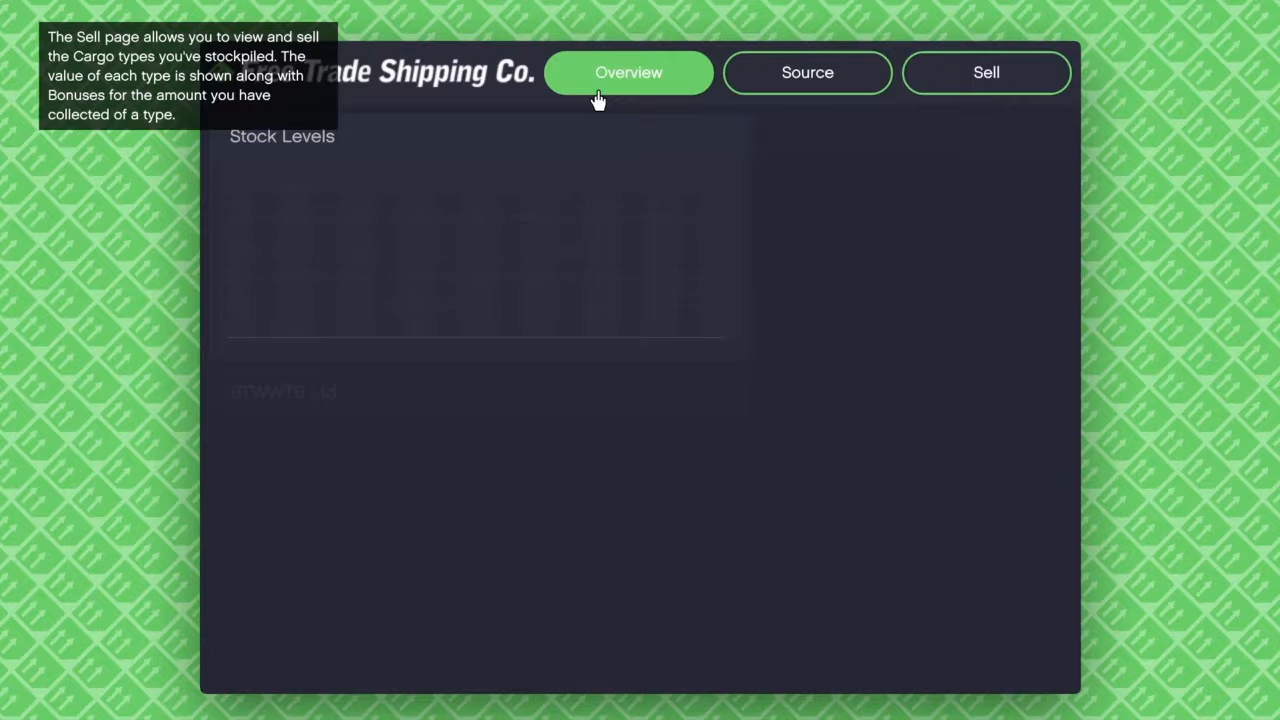 The Sell page allows you to view and sell
the Cargo types you've stockpiled. The
value of each type is shown along with
Bonuses for the amount you have
collected of a type.
Free Trade Shipping Co.
Overview
Source
Sell
Stock Levels